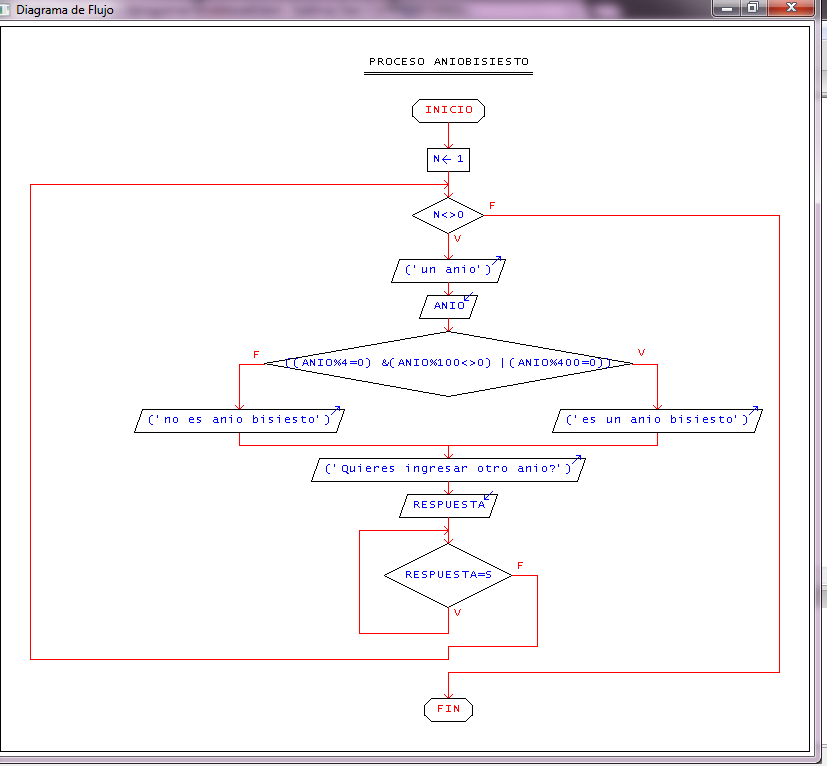 Diagrama de Flujo
PROCESO ANIOBISIESTO
INICIO
N← 1
N<>0
F
V
('un anio')
ANIO
F
((ANIO%4=0) &(ANIO%100<>0) |(ANIO%400=0))
V
('no es anio bisiesto')
('es un anio bisiesto')
('Quieres ingresar otro anio?')
RESPUESTA
RESPUESTA=S
F
V
FIN